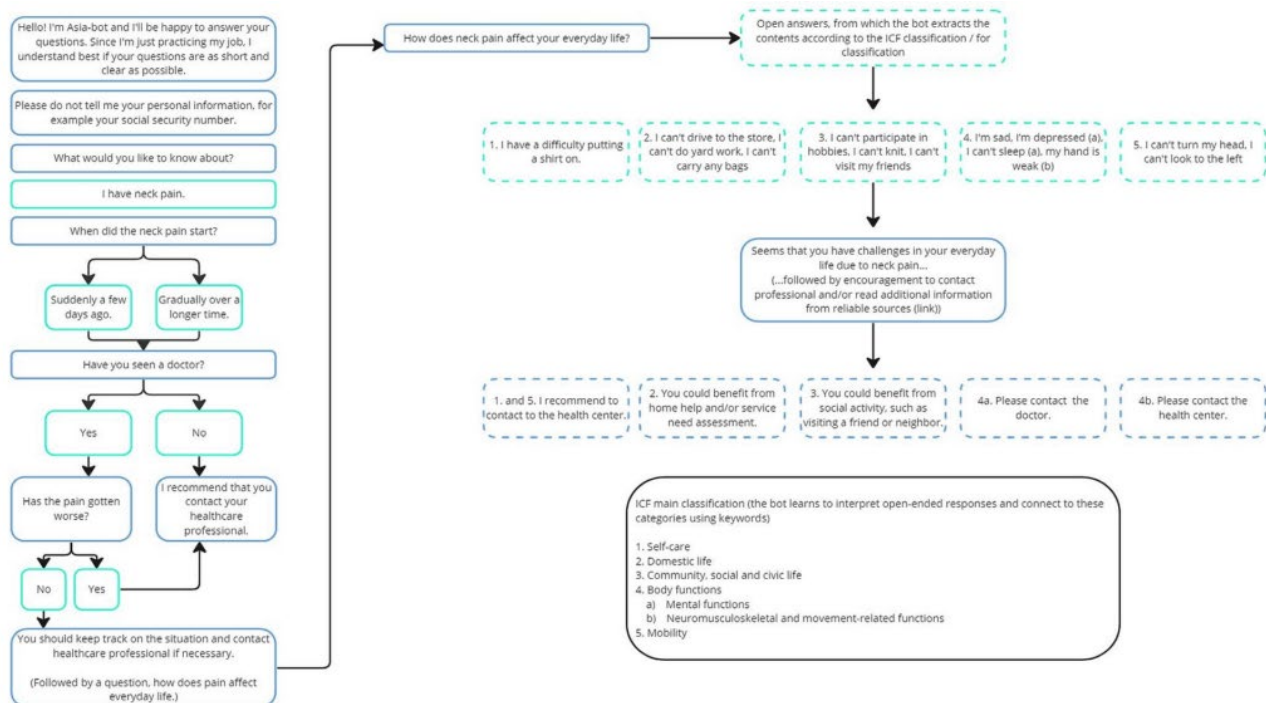 Hello! I'm Asia-bot and I'll be happy to answer your
questions. Since I'm just practicing my job, I
understand best if your questions are as short and
clear as possible.
Please do not tell me your personal information, for
example your social security number.
What would you like to know about?
I have neck pain.
When did the neck pain start?
Suddenly a few
days ago.
Gradually over a
longer time.
Have you seen a doctor?
Yes
No
Has the pain gotten
worse?
I recommend that you
contact your
healthcare
professional.
No
Yes
You should keep track on the situation and contact
healthcare professional if necessary.
(Followed by a question, how does pain affect
everyday life.)
How does neck pain affect your everyday life?
Open answers, from which the bot extracts the
contents according to the ICF classification / for
classification
1. I have a difficulty putting
a shirt on.
2. I can't drive to the store, I
can't do yard work, I can't
carry any bags
3. I can't participate in
hobbies, I can't knit, I can't
visit my friends
4. I'm sad, I'm depressed (a),
I can't sleep (a), my hand is
weak (b)
5. I can't turn my head, I
can't look to the left
Seems that you have challenges in your everyday
life due to neck pain...
(...followed by encouragement to contact
professional and/or read additional information
from reliable sources (link))
1. and 5. I recommend to
contact to the health center.
2. You could benefit from
home help and/or service
need assessment.
3. You could benefit from
social activity, such as
visiting a friend or neighbor.
4a. Please contact the
doctor.
4b. Please contact the
health center.
ICF main classification (the bot learns to interpret open-ended responses and connect to these
categories using keywords)
1. Self-care
2. Domestic life
3. Community, social and civic life
4. Body functions
a) Mental functions
b) Neuromusculoskeletal and movement-related functions
5. Mobility